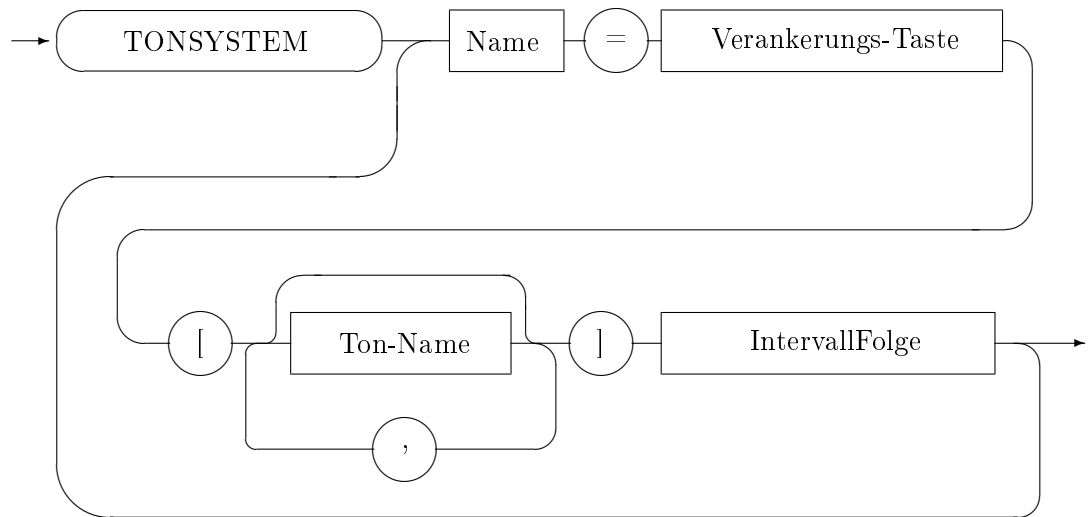 TONSYSTEM Name = Verankerungs-Taste
[ Ton-Name ] IntervallFolge
,